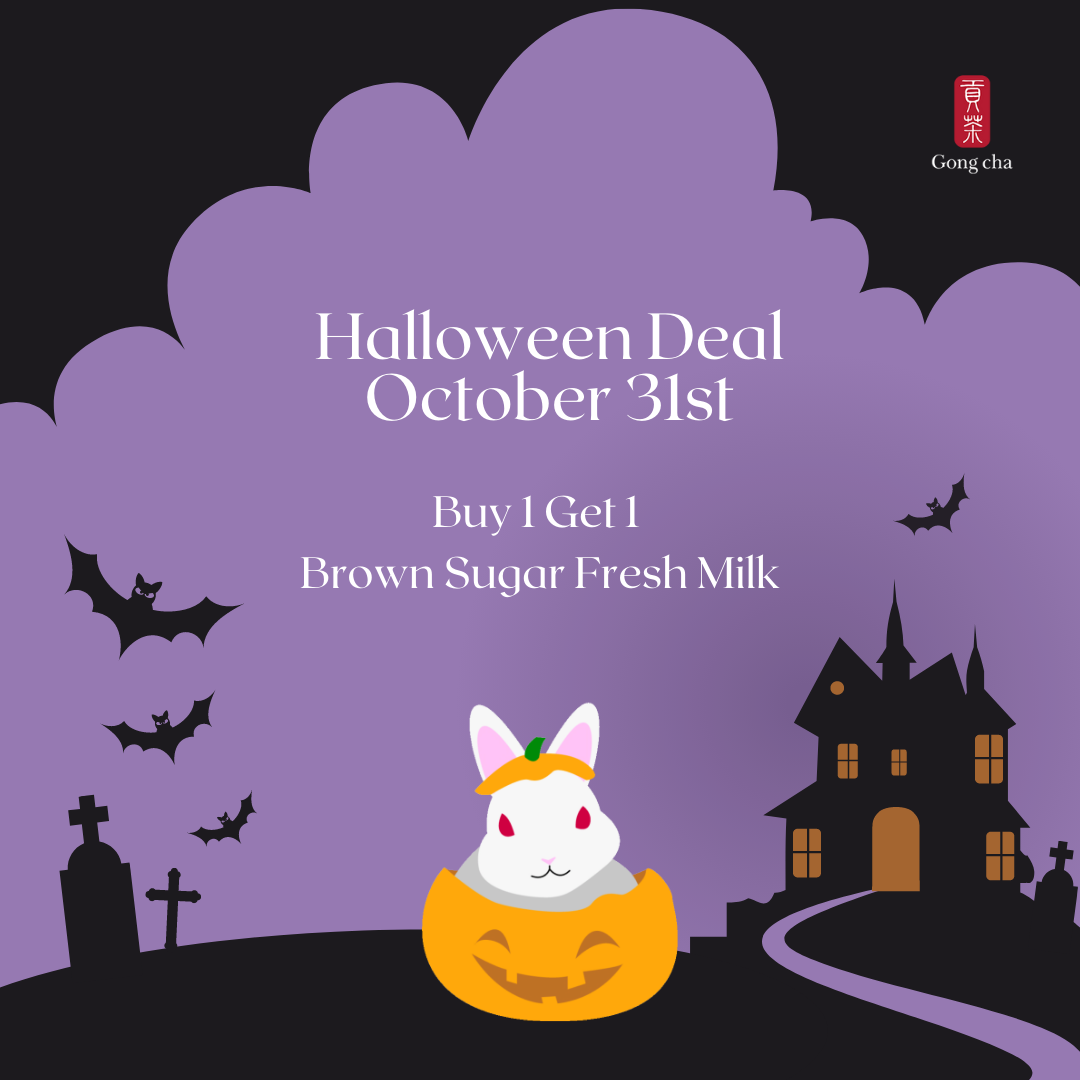 貢茶
Gong cha
Halloween Deal
October 31st
Buy 1 Get 1
Brown Sugar Fresh Milk